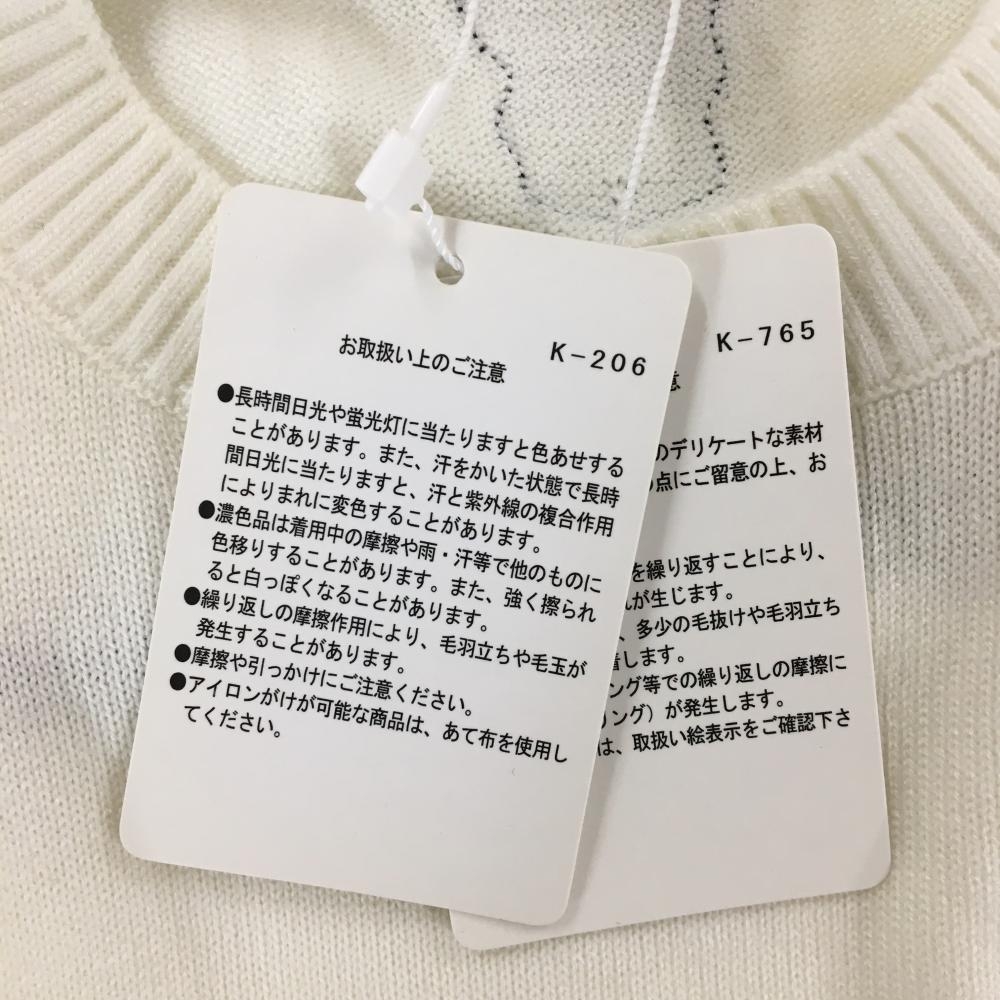 お取扱い上のご注意
K-206
●長時間日光や蛍光灯に当たりますと色あせする
ことがあります。また、汗をかいた状態で長時
間日光に当たりますと、汗と紫外線の複合作用
によりまれに変色することがあります。
●濃色品は着用中の摩擦や雨・汗等で他のものに
色移りすることがあります。また、強く擦られ
ると白っぽくなることがあります。
●繰り返しの摩擦作用により、毛羽立ちや毛玉が
発生することがあります。
●摩擦や引っかけにご注意ください。
●アイロンがけが可能な商品は、あて布を使用し
てください。
K-765
意
のデリケートな素材
点にご留意の上、お
を繰り返すことにより、
が生じます。
、多少の毛抜けや毛羽立ち
着します。
ング等での繰り返しの摩擦に
リング）が発生します。
は、取扱い絵表示をご確認下さ